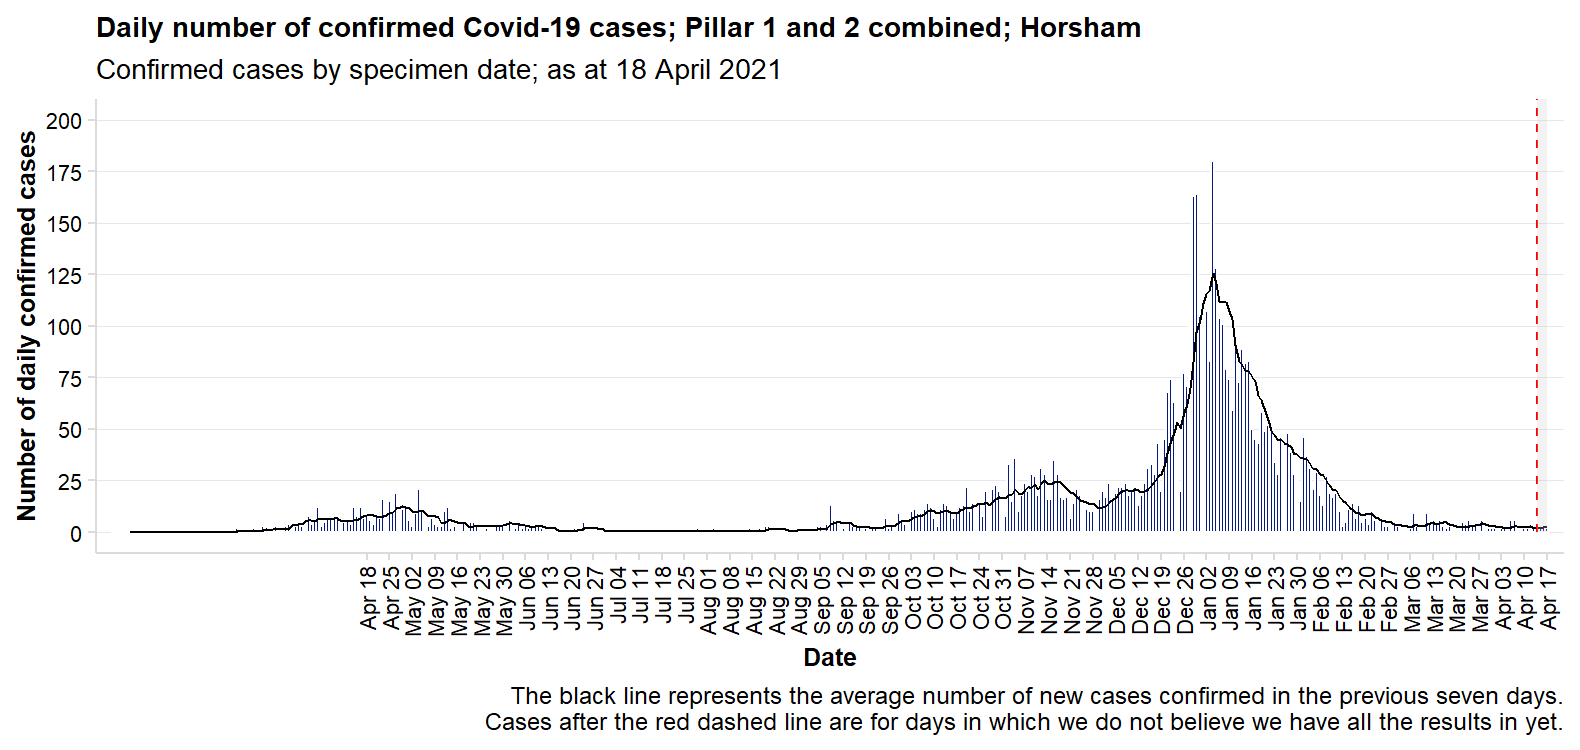 Daily number of confirmed Covid-19 cases; Pillar 1 and 2 combined; Horsham
Confirmed cases by specimen date; as at 18 April 2021
Number of daily confirmed cases
200
175
150
125
100
75
50
25
0
Apr 18
Apr 25
May 02
May 09
May 16
May 23
May 30
Jun 06
Jun 13
Jun 20
Jun 27
Jul 04
Jul 11
Jul 18
Jul 25
Aug 01
Aug 08
Aug 15
Aug 22
Aug 29
Sep 05
Sep 12
Sep 19
Sep 26
Oct 03
Oct 10
Oct 17
Oct 24
Oct 31
Nov 07
Nov 14
Nov 21
Nov 28
Dec 05
Dec 12
Dec 19
Dec 26
Jan 02
Jan 09
Jan 16
Jan 23
Jan 30
Feb 06
Feb 13
Feb 20
Feb 27
Mar 06
Mar 13
Mar 20
Mar 27
Apr 03
Apr 10
Apr 17
Date
The black line represents the average number of new cases confirmed in the previous seven days.
Cases after the red dashed line are for days in which we do not believe we have all the results in yet.